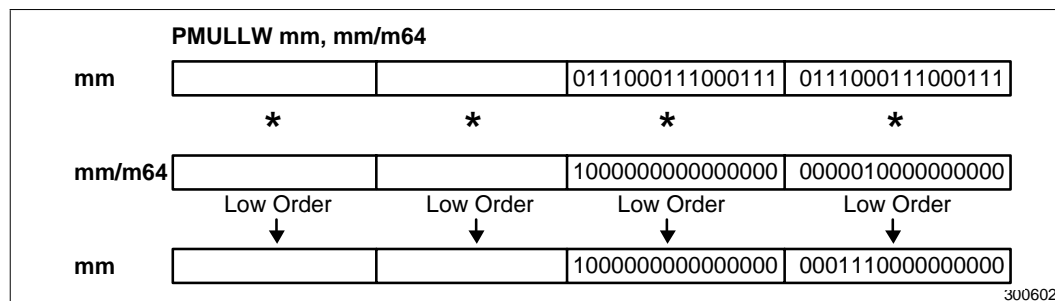 PMULLW mm, mm/m64
mm 0111000111000111 0111000111000111
* * * *
mm/m64 1000000000000000 0000010000000000
Low Order Low Order Low Order Low Order
mm 1000000000000000 0001110000000000
300602